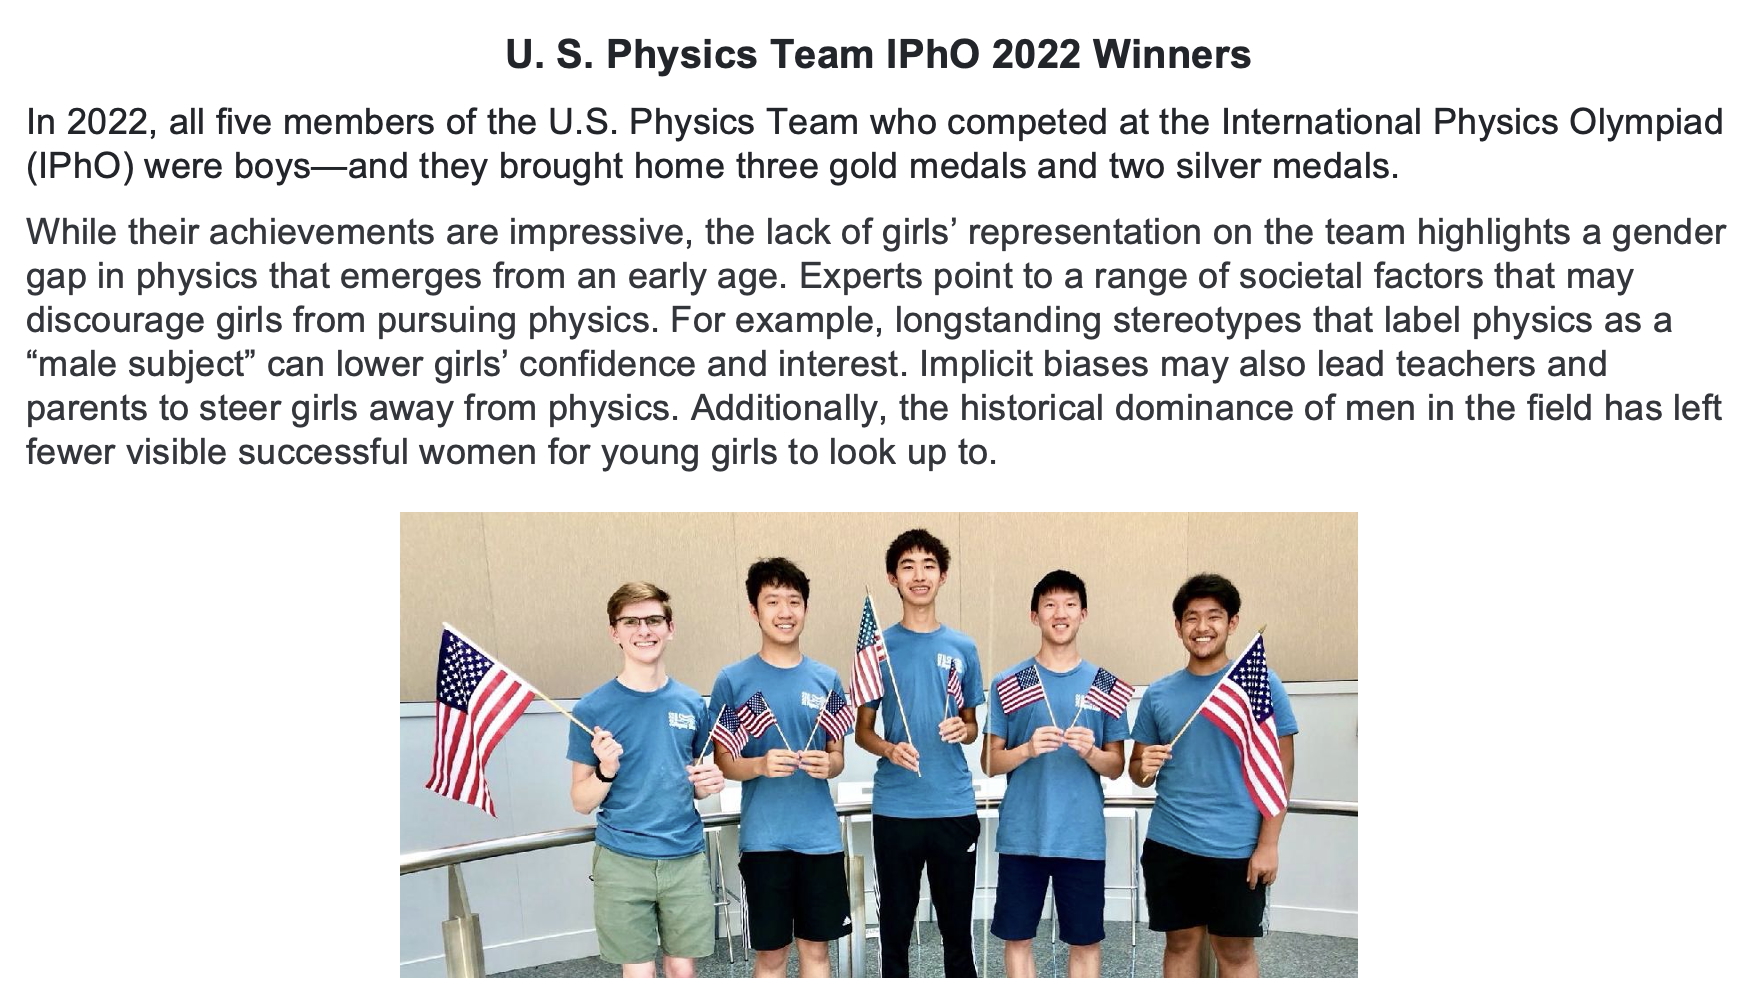 U. S. Physics Team IPhO 2022 Winners
In 2022, all five members of the U.S. Physics Team who competed at the International Physics Olympiad
(IPhO) were boys—and they brought home three gold medals and two silver medals.
While their achievements are impressive, the lack of girls’ representation on the team highlights a gender
gap in physics that emerges from an early age. Experts point to a range of societal factors that may
discourage girls from pursuing physics. For example, longstanding stereotypes that label physics as a
“male subject” can lower girls’ confidence and interest. Implicit biases may also lead teachers and
parents to steer girls away from physics. Additionally, the historical dominance of men in the field has left
fewer visible successful women for young girls to look up to.